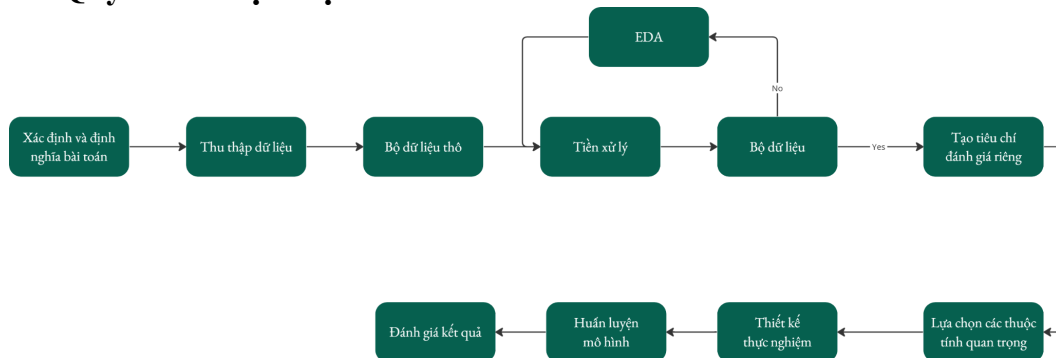 EDA
No
Xác định và định
nghĩa bài toán
Thu thập dữ liệu
Bộ dữ liệu thô
Tiền xử lý
Bộ dữ liệu
Yes
Tạo tiêu chí
đánh giá riêng
Đánh giá kết quả
Huấn luyện
mô hình
Thiết kế
thực nghiệm
Lựa chọn các thuộc
tính quan trọng